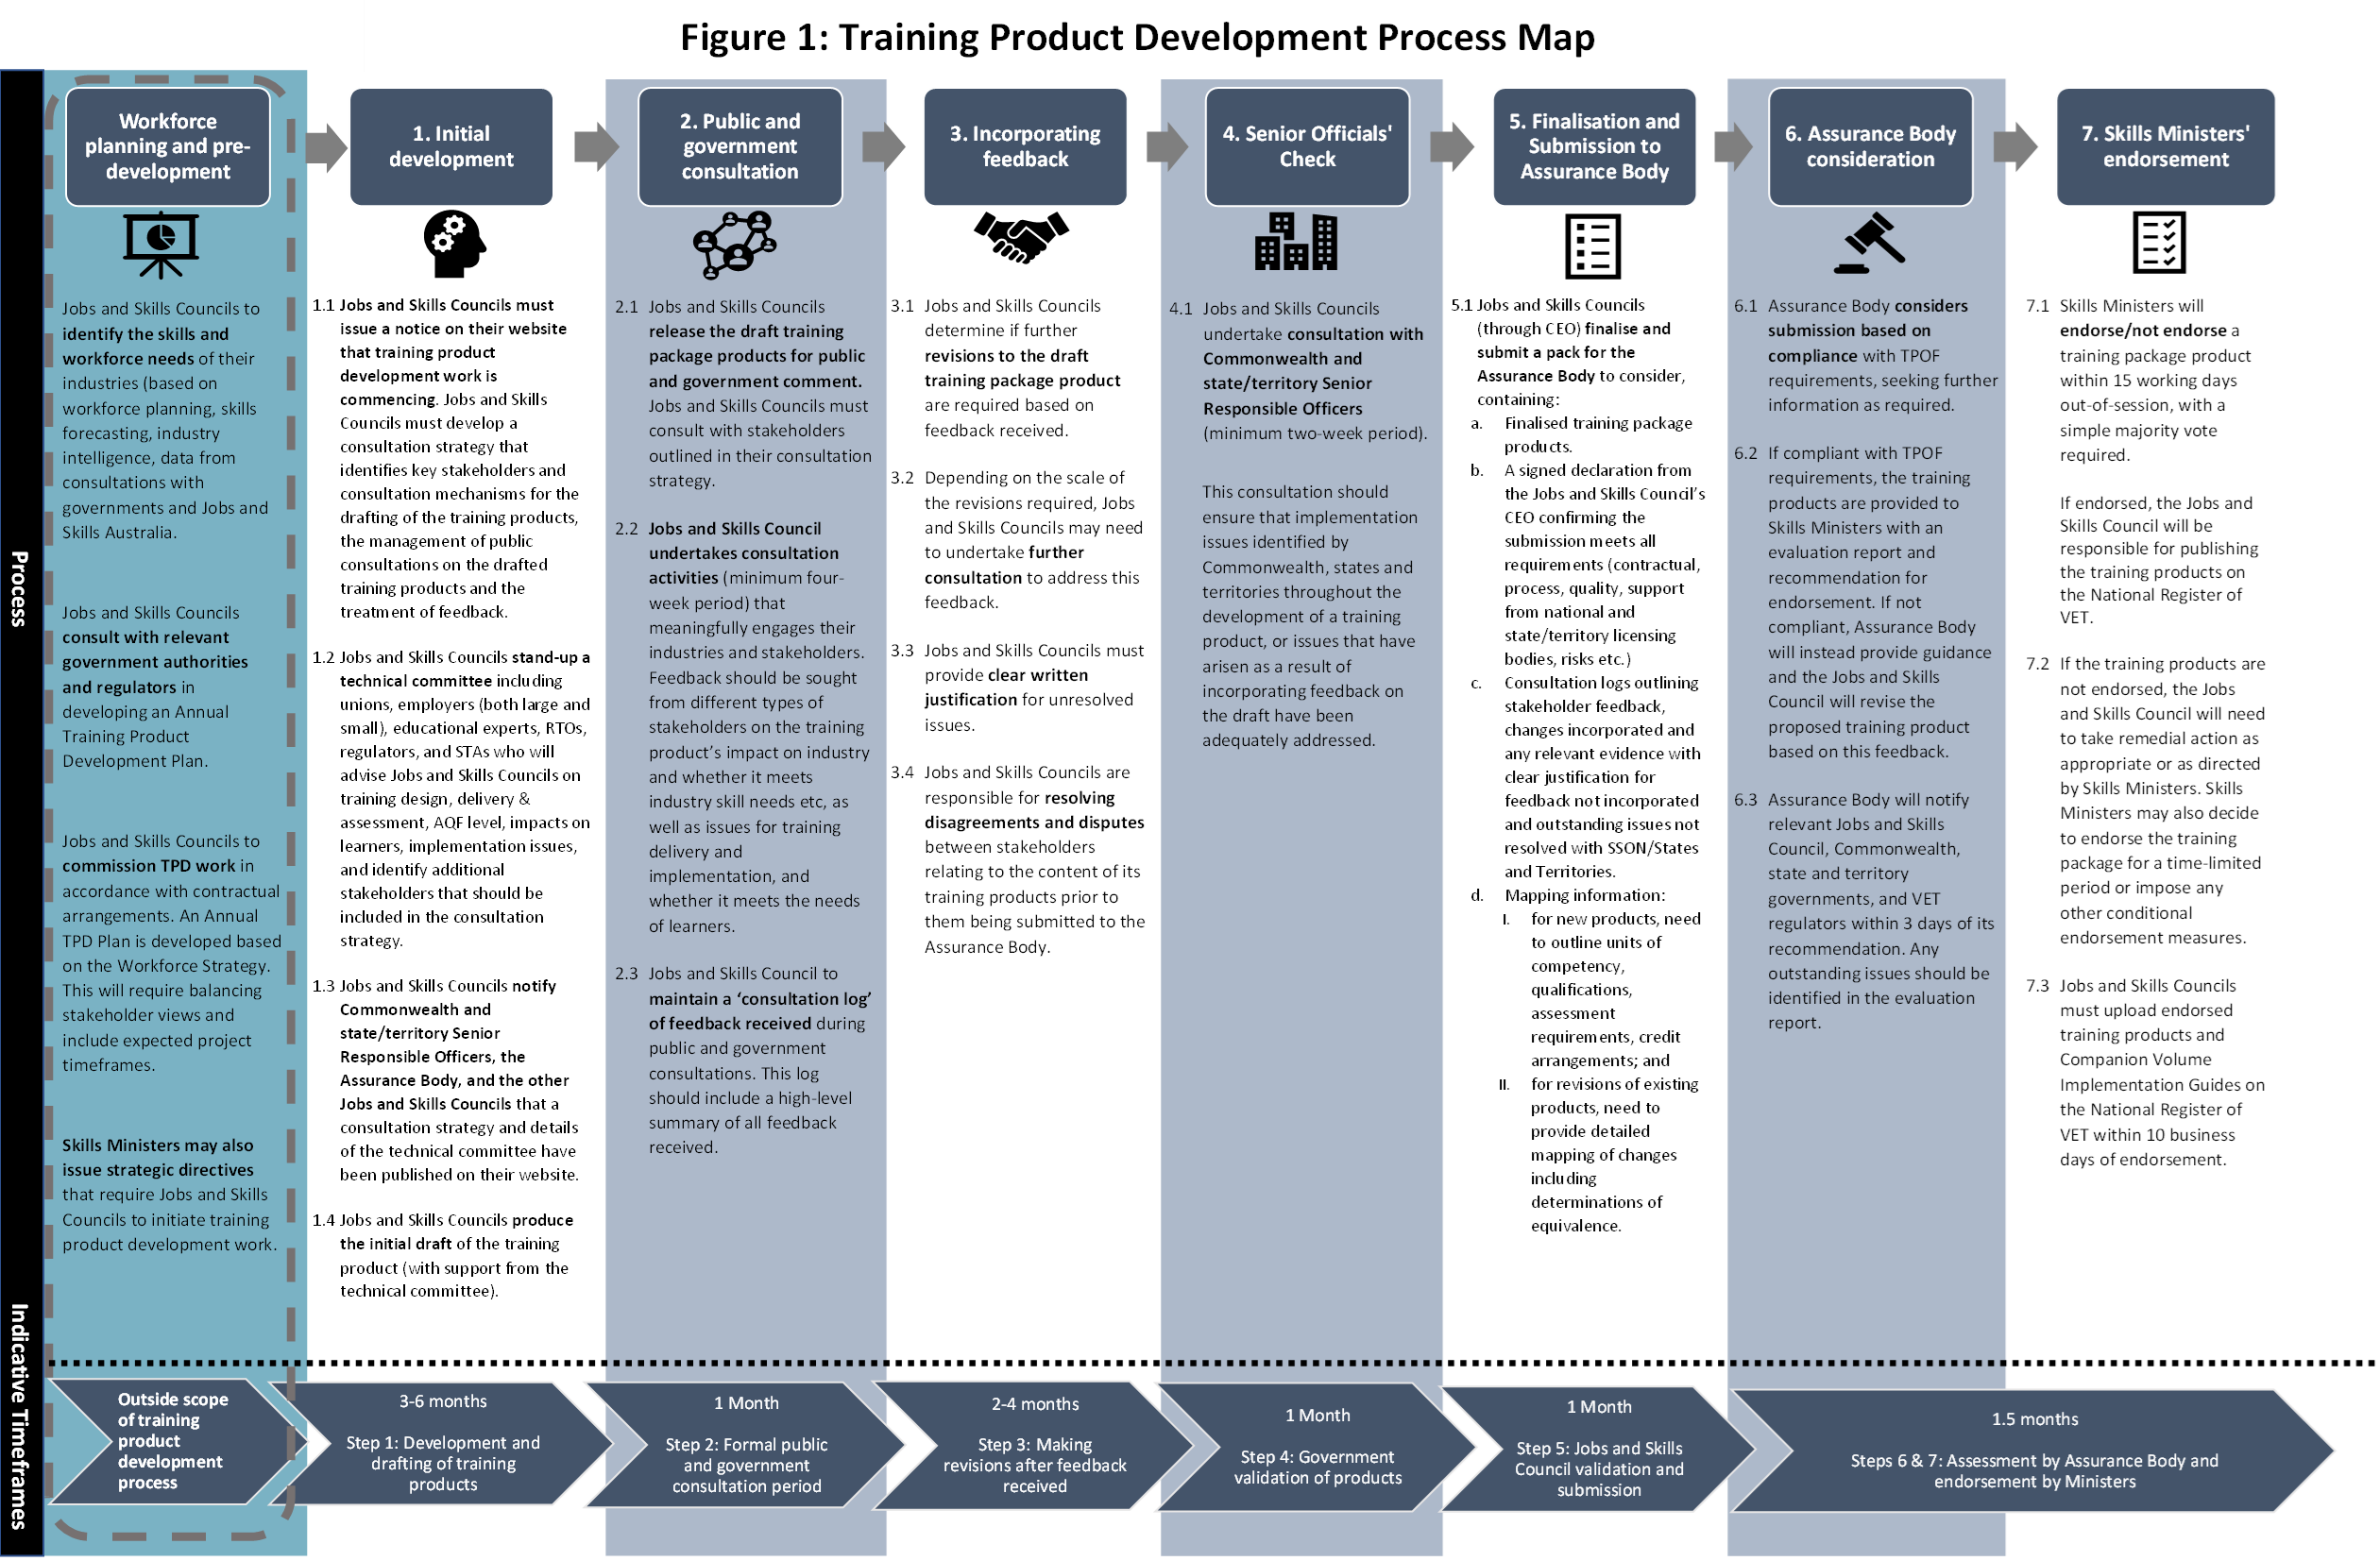 Figure 1: Training Product Development Process Map
Process
Workforce
planning and pre-
development
Jobs and Skills Councils to
identify the skills and
workforce needs of their
industries (based on
workforce planning, skills
forecasting, industry
intelligence, data from
consultations with
governments and Jobs and
Skills Australia.
Jobs and Skills Councils
consult with relevant
government authorities
and regulators in
developing an Annual
Training Product
Development Plan.
Jobs and Skills Councils to
commission TPD work in
accordance with contractual
arrangements. An Annual
TPD Plan is developed based
on the Workforce Strategy.
This will require balancing
stakeholder views and
include expected project
timeframes.
Skills Ministers may also
issue strategic directives
that require Jobs and Skills
Councils to initiate training
product development work.
1. Initial
development
1.1 Jobs and Skills Councils must
issue a notice on their website
that training product
development work is
commencing. Jobs and Skills
Councils must develop a
consultation strategy that
identifies key stakeholders and
consultation mechanisms for the
drafting of the training products,
the management of public
consultations on the drafted
training products and the
treatment of feedback.
1.2 Jobs and Skills Councils stand-up a
technical committee including
unions, employers (both large and
small), educational experts, RTOs,
regulators, and STAs who will
advise Jobs and Skills Councils on
training design, delivery &
assessment, AQF level, impacts on
learners, implementation issues,
and identify additional
stakeholders that should be
included in the consultation
strategy.
1.3 Jobs and Skills Councils notify
Commonwealth and
state/territory Senior
Responsible Officers, the
Assurance Body, and the other
Jobs and Skills Councils that a
consultation strategy and details
of the technical committee have
been published on their website.
1.4 Jobs and Skills Councils produce
the initial draft of the training
product (with support from the
technical committee).
2. Public and
government
consultation
2.1 Jobs and Skills Councils
release the draft training
package products for public
and government comment.
Jobs and Skills Councils must
consult with stakeholders
outlined in their consultation
strategy.
2.2 Jobs and Skills Council
undertakes consultation
activities (minimum four-
week period) that
meaningfully engages their
industries and stakeholders.
Feedback should be sought
from different types of
stakeholders on the training
product's impact on industry
and whether it meets
industry skill needs etc, as
well as issues for training
delivery and
implementation, and
whether it meets the needs
of learners.
2.3 Jobs and Skills Council to
maintain a ‘consultation log’
of feedback received during
public and government
consultations. This log
should include a high-level
summary of all feedback
received.
3. Incorporating
feedback
3.1 Jobs and Skills Councils
determine if further
revisions to the draft
training package product
are required based on
feedback received.
3.2 Depending on the scale of
the revisions required, Jobs
and Skills Councils may need
to undertake further
consultation to address this
feedback.
3.3 Jobs and Skills Councils must
provide clear written
justification for unresolved
issues.
3.4 Jobs and Skills Councils are
responsible for resolving
disagreements and disputes
between stakeholders
relating to the content of its
training products prior to
them being submitted to the
Assurance Body.
4. Senior Officials'
Check
4.1 Jobs and Skills Councils
undertake consultation with
Commonwealth and
state/territory Senior
Responsible Officers
(minimum two-week period).
This consultation should
ensure that implementation
issues identified by
Commonwealth, states and
territories throughout the
development of a training
product, or issues that have
arisen as a result of
incorporating feedback on
the draft have been
adequately addressed.
5. Finalisation and
Submission to
Assurance Body
5.1 Jobs and Skills Councils
(through CEO) finalise and
submit a pack for the
Assurance Body to consider,
containing:
a. Finalised training package
products.
b. A signed declaration from
the Jobs and Skills Council’s
CEO confirming the
submission meets all
requirements (contractual,
process, quality, support
from national and
state/territory licensing
bodies, risks etc.)
c. Consultation logs outlining
stakeholder feedback,
changes incorporated and
any relevant evidence with
clear justification for
feedback not incorporated
and outstanding issues not
resolved with SSON/States
and Territories.
d. Mapping information:
I. for new products, need
to outline units of
competency,
qualifications,
assessment
requirements, credit
arrangements; and
II. for revisions of existing
products, need to
provide detailed
mapping of changes
including
determinations of
equivalence.
6. Assurance Body
consideration
6.1 Assurance Body considers
submission based on
compliance with TPOF
requirements, seeking further
information as required.
6.2 If compliant with TPOF
requirements, the training
products are provided to
Skills Ministers with an
evaluation report and
recommendation for
endorsement. If not
compliant, Assurance Body
will instead provide guidance
and the Jobs and Skills
Council will revise the
proposed training product
based on this feedback.
6.3 Assurance Body will notify
relevant Jobs and Skills
Council, Commonwealth,
state and territory
governments, and VET
regulators within 3 days of its
recommendation. Any
outstanding issues should be
identified in the evaluation
report.
7. Skills Ministers'
endorsement
7.1 Skills Ministers will
endorse/not endorse a
training package product
within 15 working days
out-of-session, with a
simple majority vote
required.
If endorsed, the Jobs and
Skills Council will be
responsible for publishing
the training products on
the National Register of
VET.
7.2 If the training products are
not endorsed, the Jobs
and Skills Council will need
to take remedial action as
appropriate or as directed
by Skills Ministers. Skills
Ministers may also decide
to endorse the training
package for a time-limited
period or impose any
other conditional
endorsement measures.
7.3 Jobs and Skills Councils
must upload endorsed
training products and
Companion Volume
Implementation Guides on
the National Register of
VET within 10 business
days of endorsement.
Indicative Timeframes
Outside scope
of training
product
development
process
3-6 months
Step 1: Development and
drafting of training
products
1 Month
Step 2: Formal public
and government
consultation period
2-4 months
Step 3: Making
revisions after feedback
received
1 Month
Step 4: Government
validation of products
1 Month
Step 5: Jobs and Skills
Council validation and
submission
1.5 months
Steps 6 & 7: Assessment by Assurance Body and
endorsement by Ministers